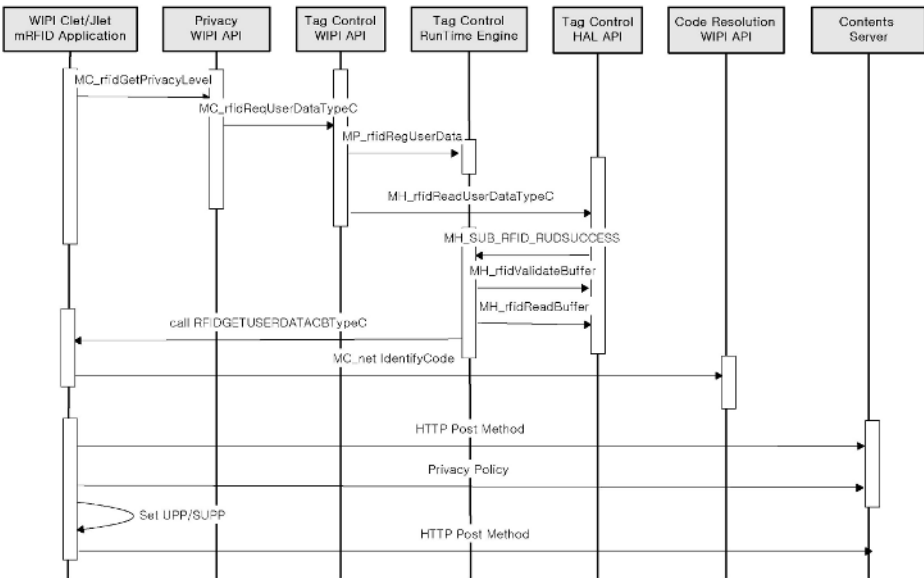 WIPI Clet/Jlet
mRFID Application
Privacy
WIPI API
Tag Control
WIPI API
Tag Control
RunTime Engine
Tag Control
HAL API
Code Resolution
WIPI API
Contents
Server
MC_rfidGetPrivacyLevel
MC_rfidReqUserDataTypeC
MP_rfidRegUserData
MH_rfidReadUserDataTypeC
MH_SUB_RFID_RUDSUCCESS
MH_rfidValidateBuffer
MH_rfidReadBuffer
call RFIDGETUSERDATACBTypeC
MC_net IdentifyCode
HTTP Post Method
Privacy Policy
Set UPP/SUPP
HTTP Post Method